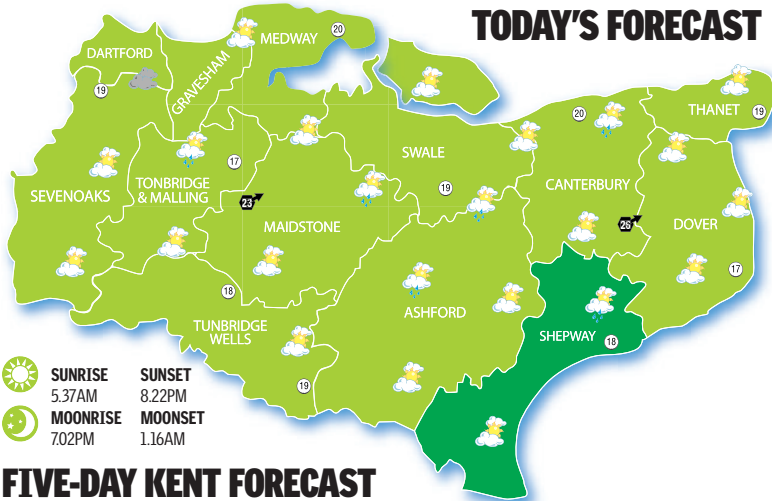 TODAY'S FORECAST
MEDWAY
20
DARTFORD
GRAVESHAM
19
THANET
19
20
17
SWALE
SEVENOAKS
TONBRIDGE
& MALLING
CANTERBURY
19
23
MAIDSTONE
26
DOVER
17
18
ASHFORD
TUNBRIDGE
WELLS
SHEPWAY
18
19
SUNRISE SUNSET
5.37AM 8.22PM
MOONRISE MOONSET
7.02PM 1.16AM
FIVE-DAY KENT FORECAST